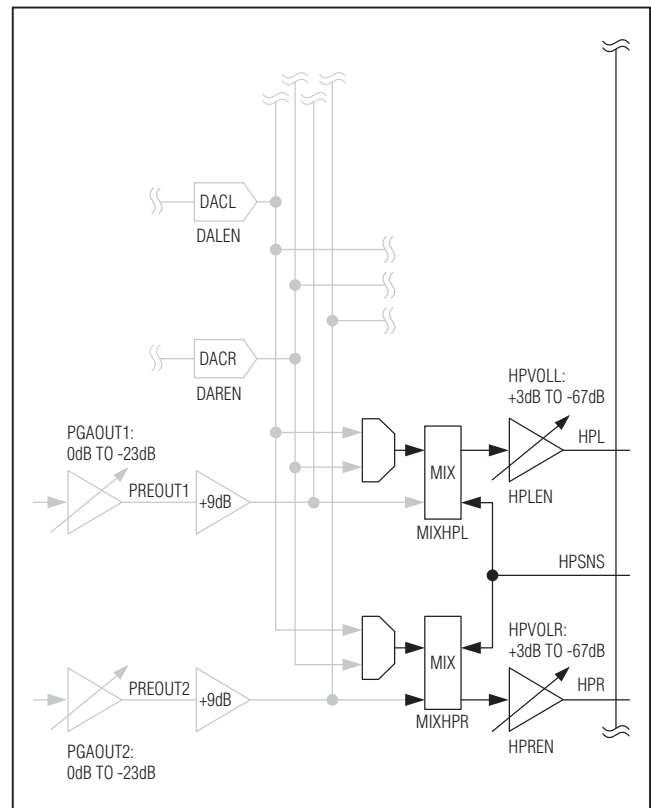 DACL
DALEN
DACR
DAREN
HPVOLL:
+3dB TO -67dB
PGAOUT1:
0dB TO -23dB
HPL
MIX
PREOUT1
+9dB
HPLEN
MIXHPL
HPSNS
HPVOLR:
+3dB TO -67dB
MIX
PREOUT2
HPR
+9dB
MIXHPR
HPREN
PGAOUT2:
0dB TO -23dB